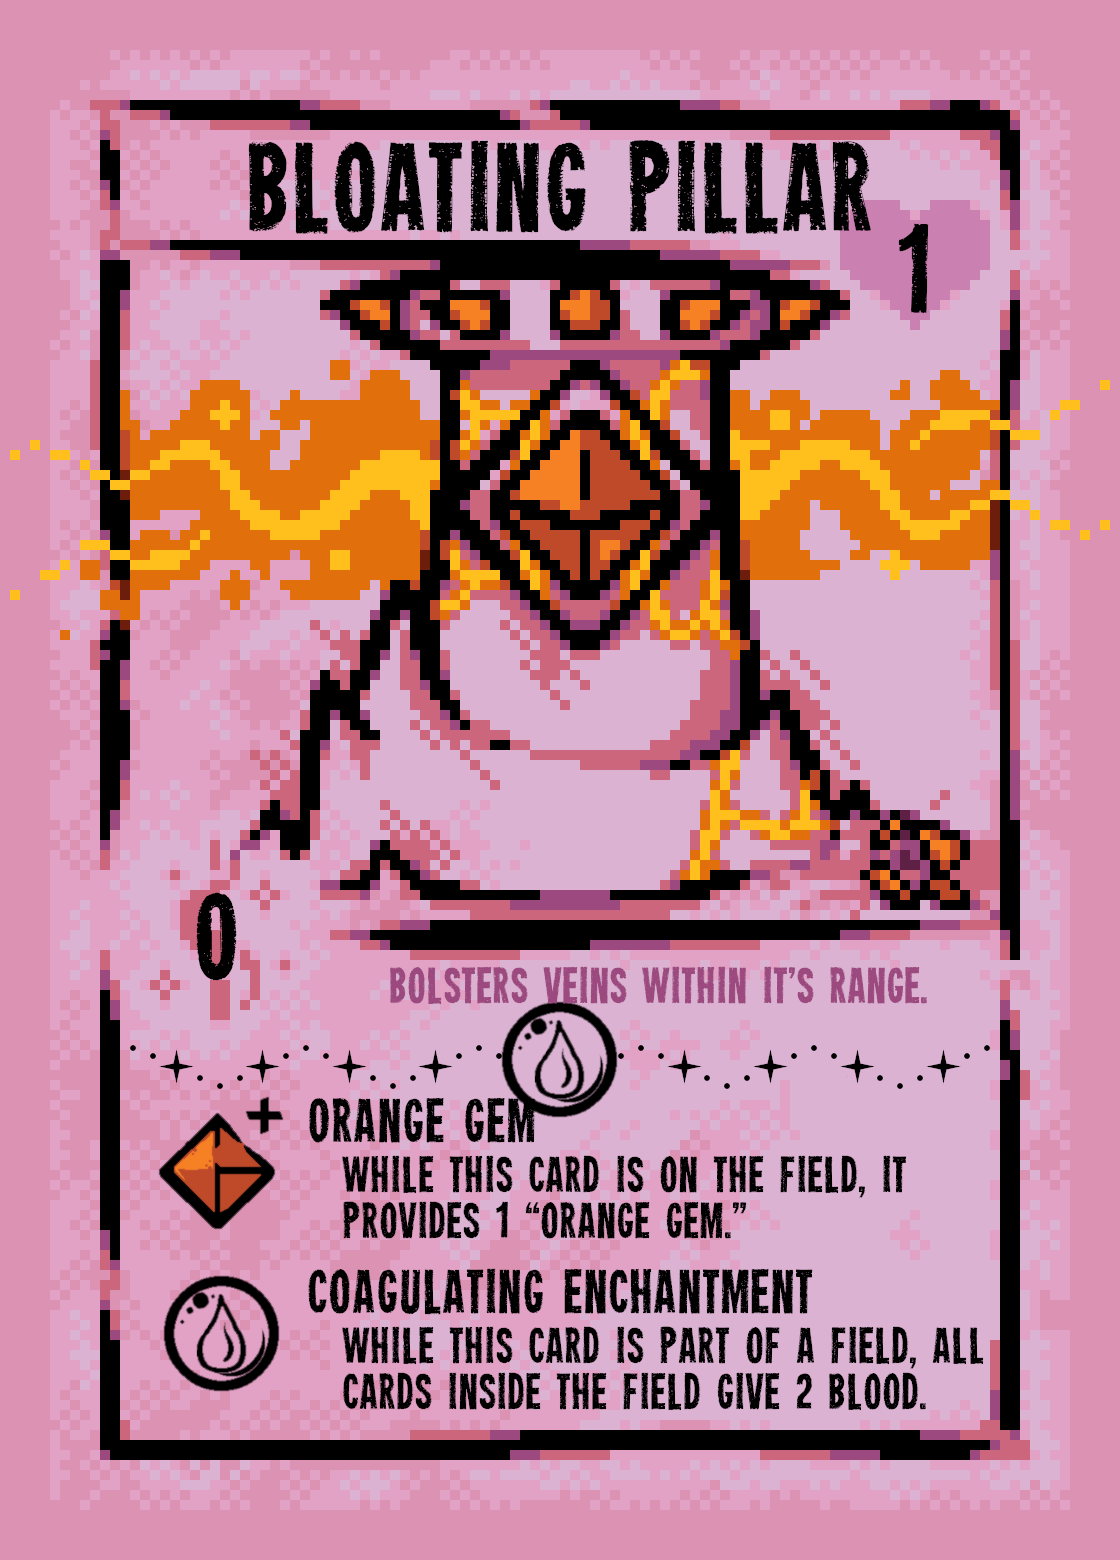 BLOATING PILLAR
1
0
BOLSTERS VEINS WITHIN IT'S RANGE.
+ ORANGE GEM
WHILE THIS CARD IS ON THE FIELD, IT
PROVIDES 1 “ORANGE GEM.”
COAGULATING ENCHANTMENT
WHILE THIS CARD IS PART OF A FIELD, ALL
CARDS INSIDE THE FIELD GIVE 2 BLOOD.